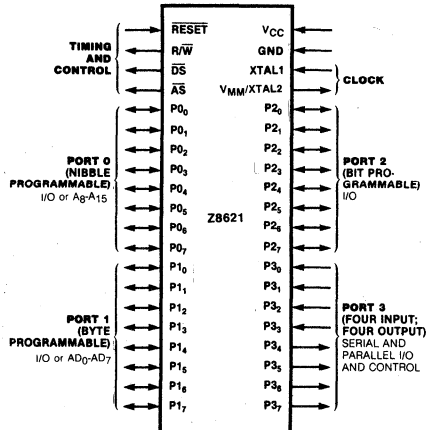 TIMING
AND
CONTROL
RESET
R/W
DS
AS
PORT 0
(NIBBLE
PROGRAMMABLE)
I/O or A8-A15
P00
P01
P02
P03
P04
P05
P06
P07
PORT 1
(BYTE
PROGRAMMABLE)
I/O or AD0-AD7
P10
P11
P12
P13
P14
P15
P16
P17
Z8621
VCC
GND
XTAL1
VMM/XTAL2
CLOCK
P20
P21
P22
P23
P24
P25
P26
P27
PORT 2
(BIT PRO-
GRAMMABLE)
I/O
P30
P31
P32
P33
P34
P35
P36
P37
PORT 3
(FOUR INPUT;
FOUR OUTPUT)
SERIAL AND
PARALLEL I/O
AND CONTROL